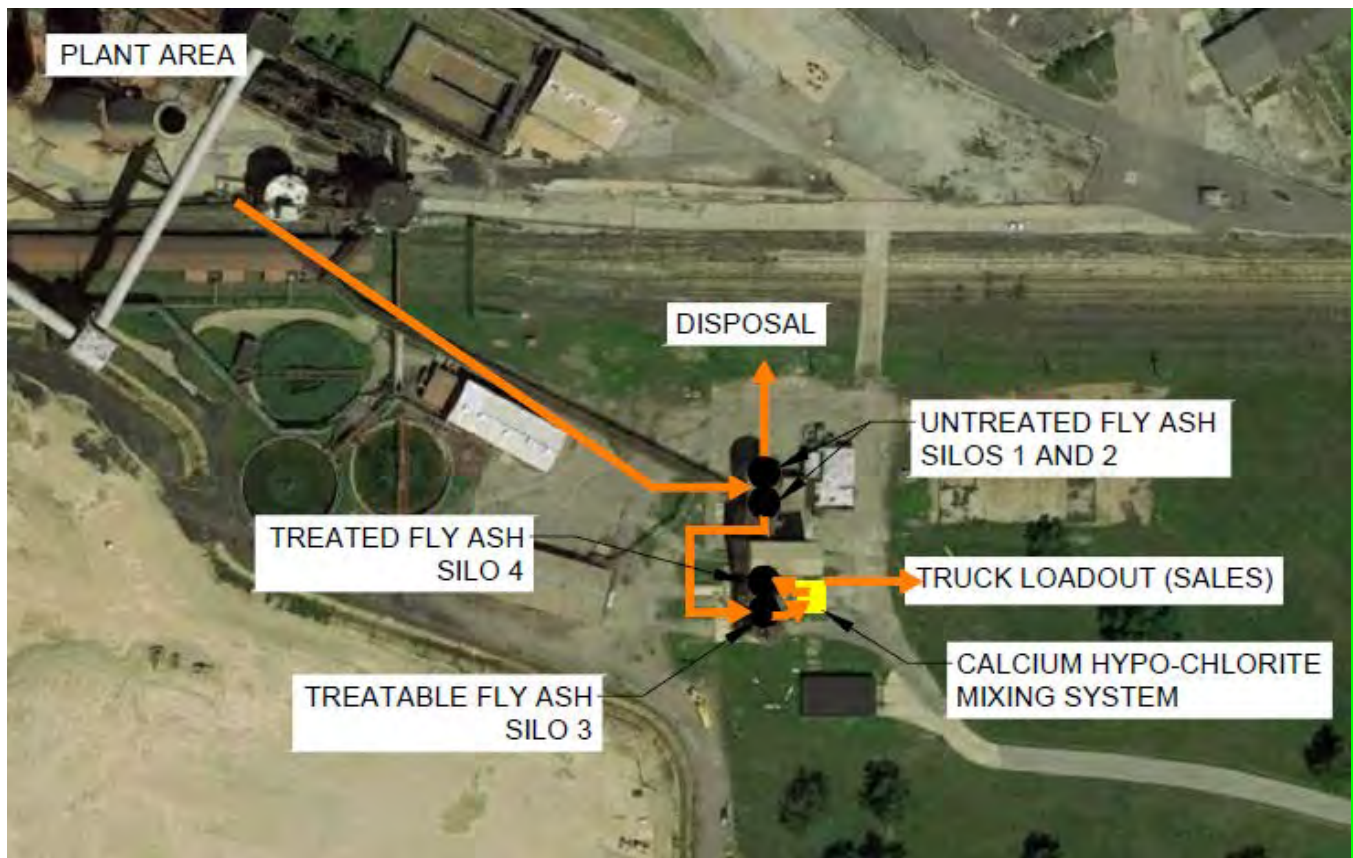 PLANT AREA
DISPOSAL
UNTREATED FLY ASH
SILOS 1 AND 2
TREATED FLY ASH
SILO 4
TRUCK LOADOUT (SALES)
CALCIUM HYPO-CHLORITE
MIXING SYSTEM
TREATABLE FLY ASH
SILO 3